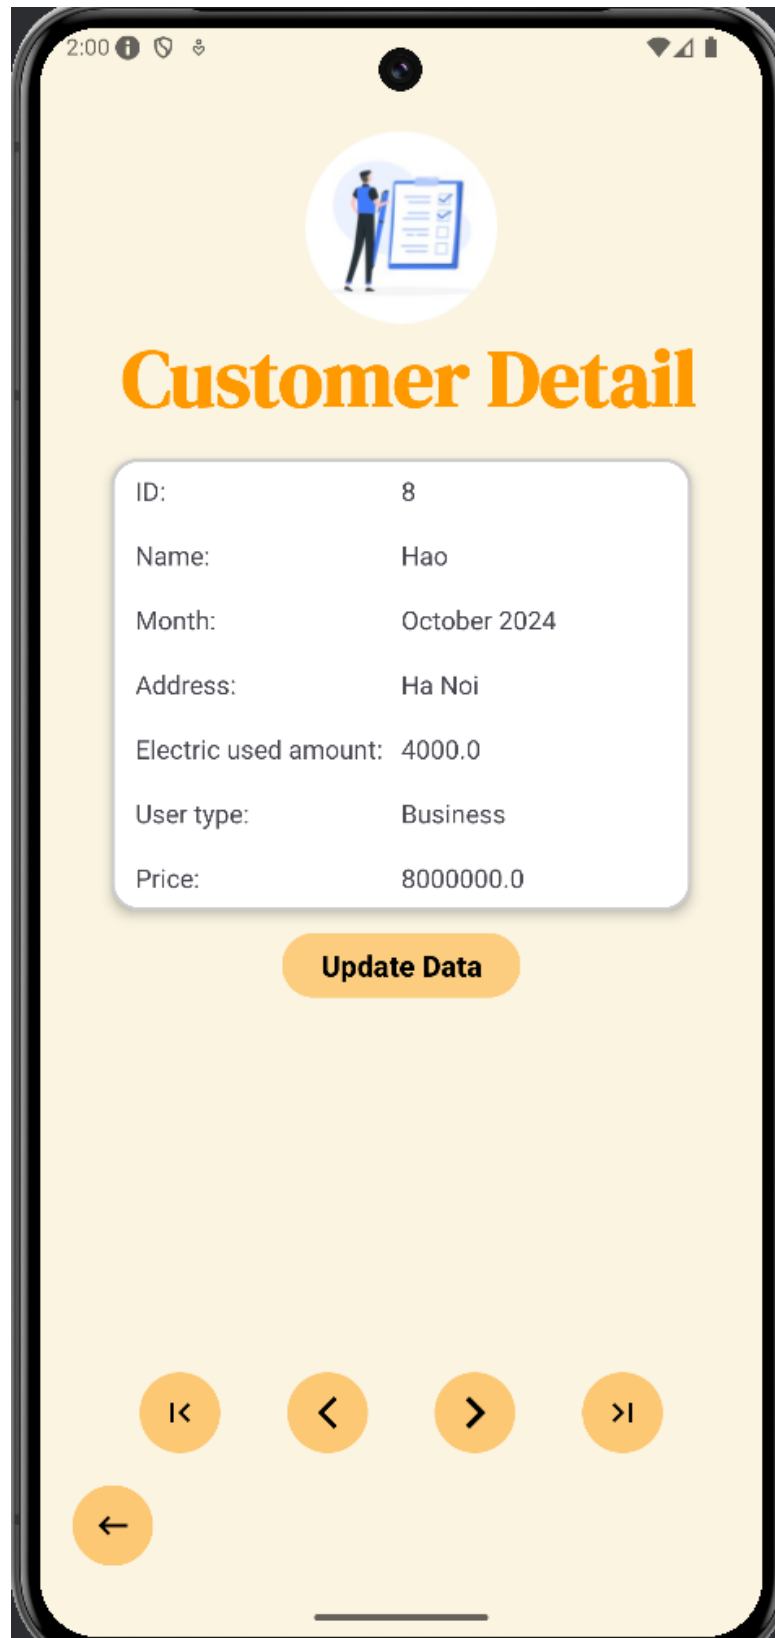 2:00
Customer Detail
ID: 8
Name: Hao
Month: October 2024
Address: Ha Noi
Electric used amount: 4000.0
User type: Business
Price: 8000000.0
Update Data